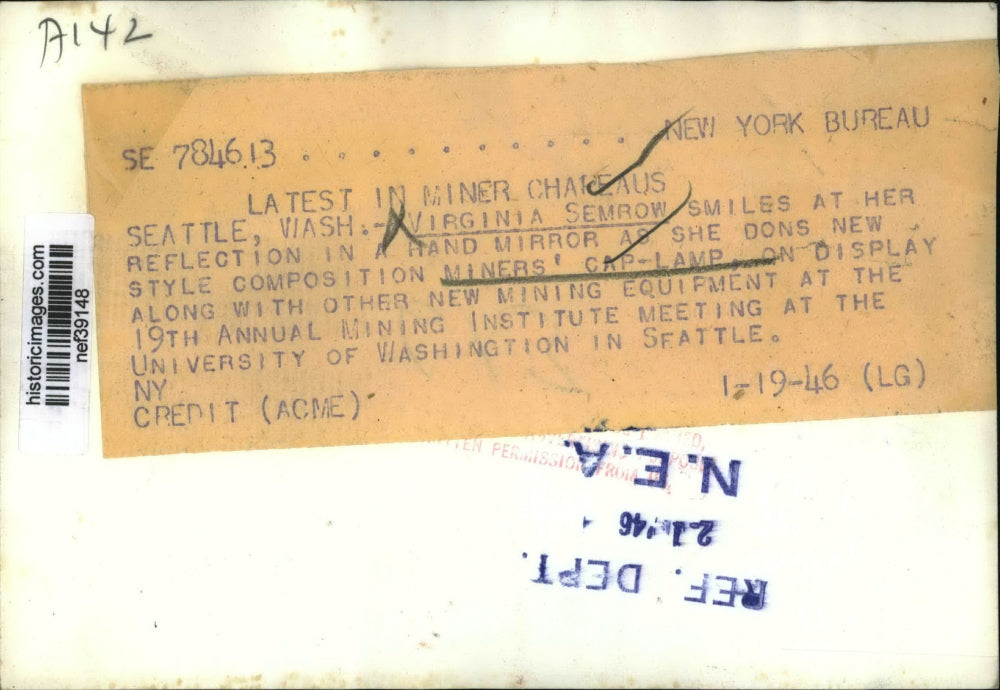 A142
SE 784613 . . . . . . . . . . . NEW YORK BUREAU
LATEST IN MINER CHAPEAUS
SEATTLE, WASH.--VIRGINIA SEMROW SMILES AT HER
REFLECTION IN A HAND MIRROR AS SHE DONS NEW
STYLE COMPOSITION MINERS' CAP-LAMP, ON DISPLAY
ALONG WITH OTHER NEW MINING EQUIPMENT AT THE
19TH ANNUAL MINING INSTITUTE MEETING AT THE
UNIVERSITY OF WASHINGTION IN SEATTLE.
NY
CREDIT (ACME) 1-19-46 (LG)
historicimages.com
nef39148
PERMISSION FROM
N.E.A.
'46
REF. DEPT.